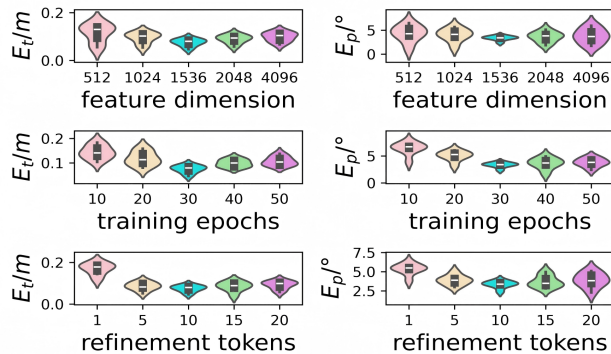 E_t/m 0.2 0.0 512 1024 1536 2048 4096 feature dimension
E_p/° 5 0 512 1024 1536 2048 4096 feature dimension
E_t/m 0.2 0.1 10 20 30 40 50 training epochs
E_p/° 5 0 10 20 30 40 50 training epochs
E_t/m 0.2 0.0 1 5 10 15 20 refinement tokens
E_p/° 7.5 5.0 2.5 1 5 10 15 20 refinement tokens